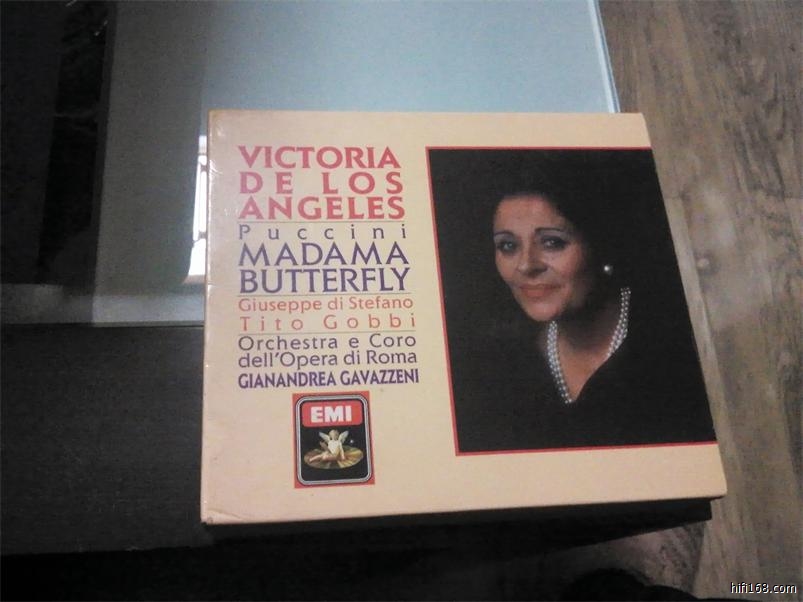 VICTORIA
DE LOS
ANGELES
Puccini
MADAMA
BUTTERFLY
Giuseppe di Stefano
Tito Gobbi
Orchestra e Coro
dell'Opera di Roma
GIANANDREA GAVAZZENI
EMI
hifi168.com